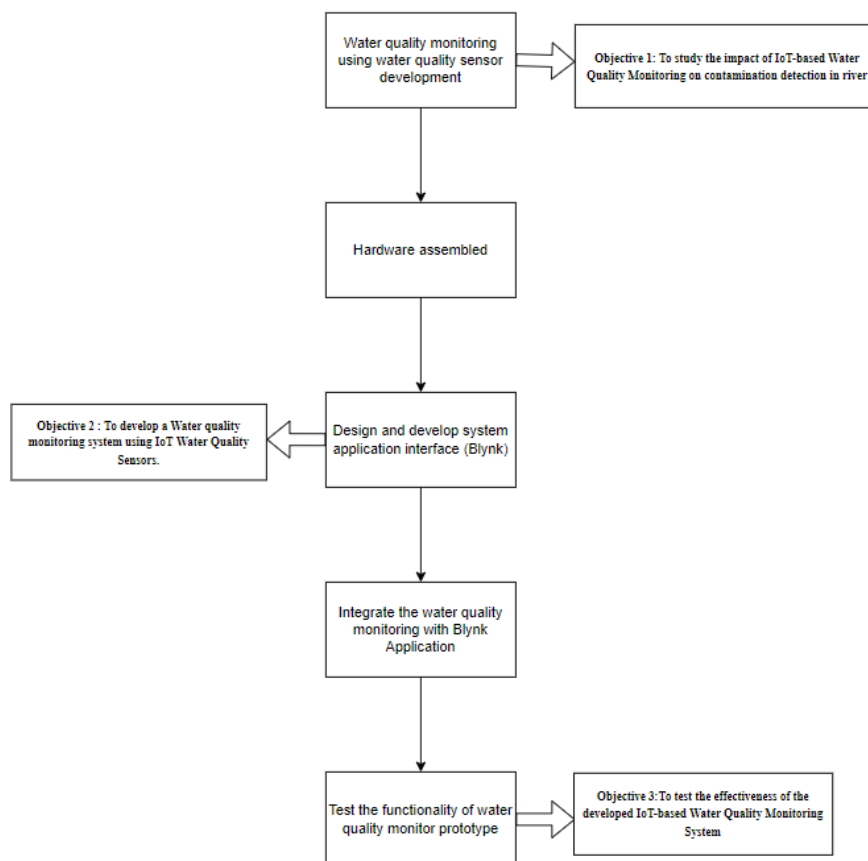 Water quality monitoring
using water quality sensor
development
Objective 1: To study the impact of IoT-based Water
Quality Monitoring on contamination detection in river
Hardware assembled
Objective 2 : To develop a Water quality
monitoring system using IoT Water Quality
Sensors.
Design and develop system
application interface (Blynk)
Integrate the water quality
monitoring with Blynk
Application
Test the functionality of water
quality monitor prototype
Objective 3:To test the effectiveness of the
developed IoT-based Water Quality Monitoring
System